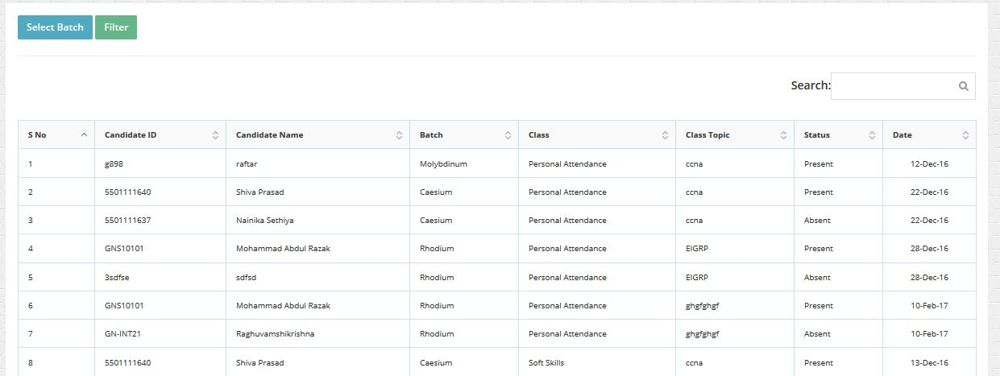 Select Batch Filter
Search:
S No Candidate ID Candidate Name Batch Class Class Topic Status Date
1 g898 raftar Molybdinum Personal Attendance ccna Present 12-Dec-16
2 5501111640 Shiva Prasad Caesium Personal Attendance ccna Present 22-Dec-16
3 5501111637 Nainika Sethiya Caesium Personal Attendance ccna Absent 22-Dec-16
4 GNS10101 Mohammad Abdul Razak Rhodium Personal Attendance EIGRP Present 28-Dec-16
5 3sdfse sdfsd Rhodium Personal Attendance EIGRP Absent 28-Dec-16
6 GNS10101 Mohammad Abdul Razak Rhodium Personal Attendance ghgfghgf Present 10-Feb-17
7 GN-INT21 Raghuvamshikrishna Rhodium Personal Attendance ghgfghgf Absent 10-Feb-17
8 5501111640 Shiva Prasad Caesium Soft Skills ccna Present 13-Dec-16